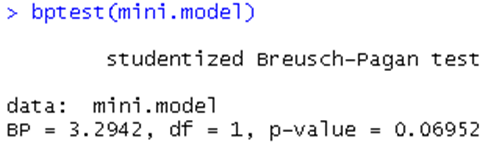 > bptest(mini.model)
studentized Breusch-Pagan test
data:  mini.model
BP = 3.2942, df = 1, p-value = 0.06952